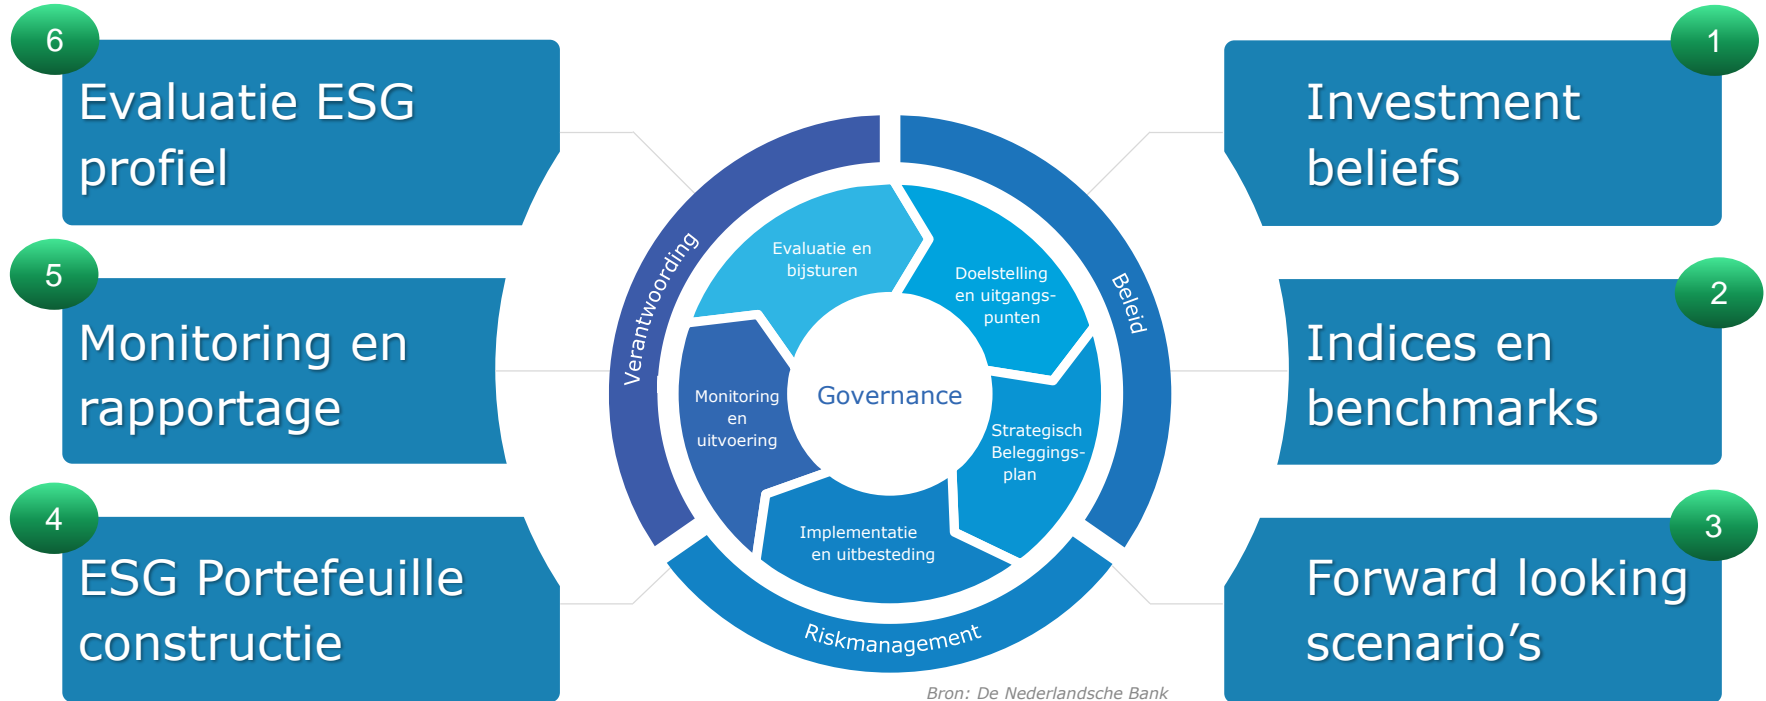 6
Evaluatie ESG
profiel
5
Monitoring en
rapportage
4
ESG Portefeuille
constructie
Verantwoording
Beleid
Riskmanagement
Evaluatie en
bijsturen
Doelstelling
en uitgangs-
punten
Strategisch
Beleggings-
plan
Implementatie
en uitbesteding
Monitoring
en
uitvoering
Governance
Bron: De Nederlandsche Bank
1
Investment
beliefs
2
Indices en
benchmarks
3
Forward looking
scenario’s